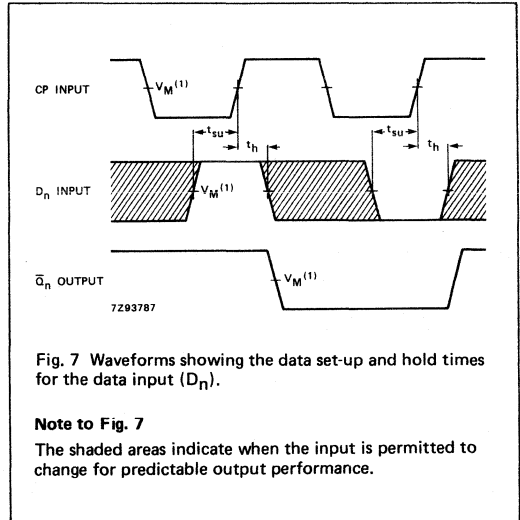 CP INPUT
V_M(1)
t_su
t_h
t_su
t_h
D_n INPUT
V_M(1)
Q̅_n OUTPUT
V_M(1)
7Z93787
Fig. 7 Waveforms showing the data set-up and hold times
for the data input (D_n).
Note to Fig. 7
The shaded areas indicate when the input is permitted to
change for predictable output performance.